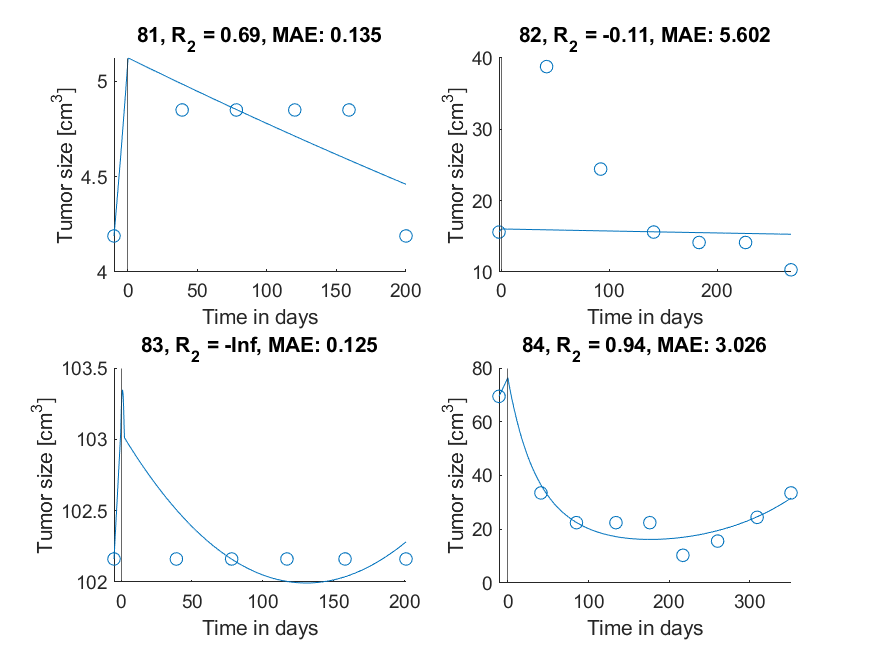 81, R₂ = 0.69, MAE: 0.135
Tumor size [cm³]
5
4.5
4
0
50
100
150
200
Time in days
82, R₂ = -0.11, MAE: 5.602
Tumor size [cm³]
40
30
20
10
0
100
200
Time in days
83, R₂ = -Inf, MAE: 0.125
Tumor size [cm³]
103.5
103
102.5
102
0
50
100
150
200
Time in days
84, R₂ = 0.94, MAE: 3.026
Tumor size [cm³]
80
60
40
20
0
0
100
200
300
Time in days